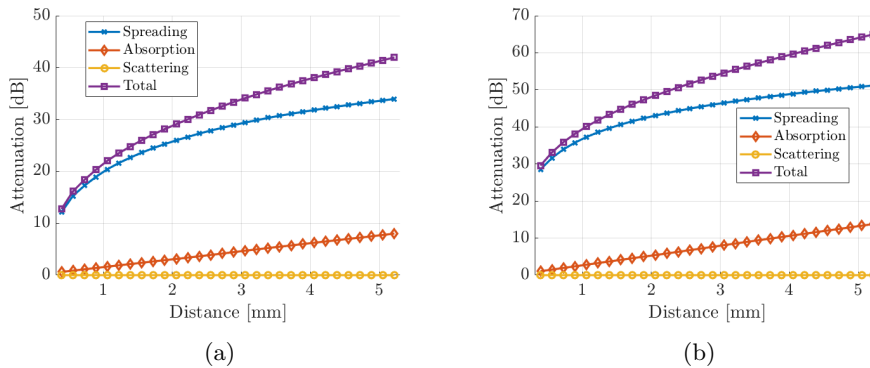 50
40
30
20
10
0
Attenuation [dB]
Spreading
Absorption
Scattering
Total
1
2
3
4
5
Distance [mm]
(a)
70
60
50
40
30
20
10
0
Attenuation [dB]
Spreading
Absorption
Scattering
Total
1
2
3
4
5
Distance [mm]
(b)